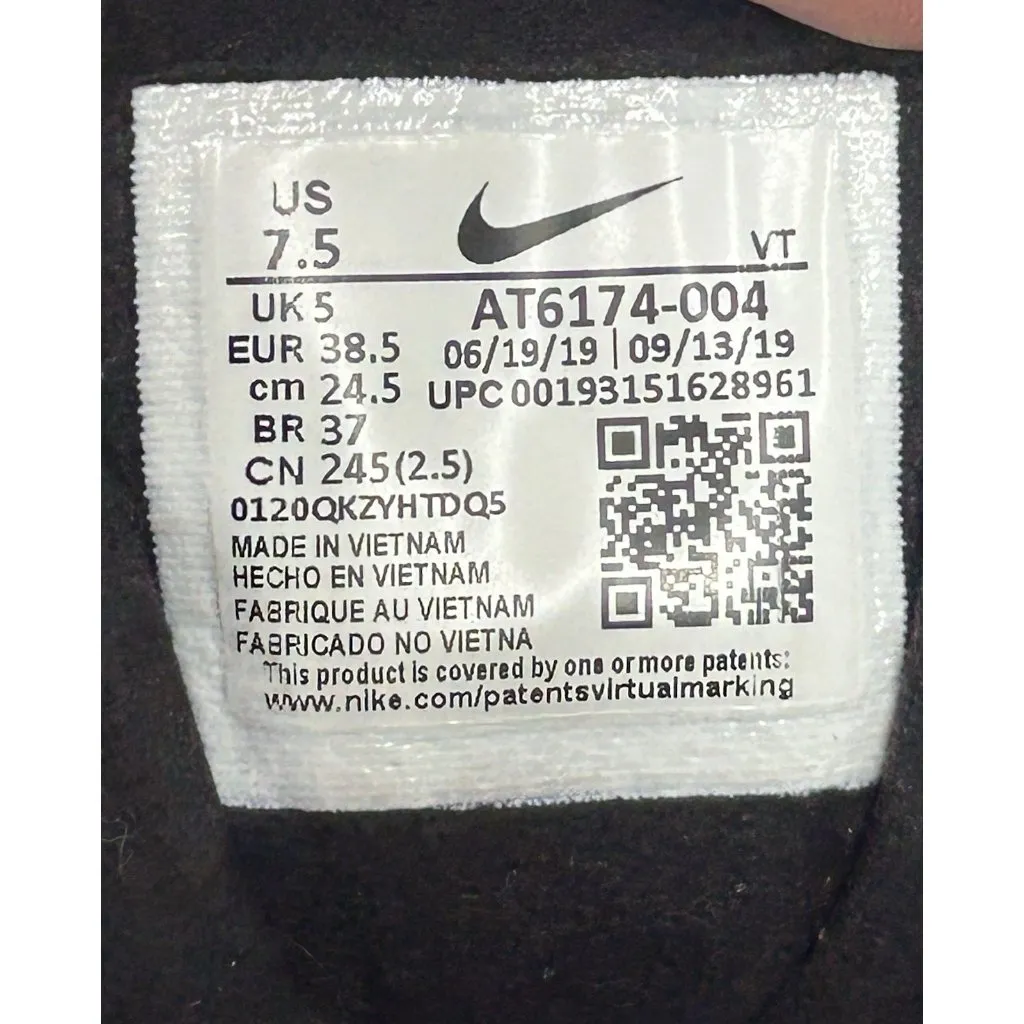 US
7.5
VT
UK 5
AT6174-004
EUR 38.5
06/19/19 | 09/13/19
cm 24.5
UPC 00193151628961
BR 37
CN 245(2.5)
0120QKZYHTDQ5
MADE IN VIETNAM
HECHO EN VIETNAM
FABRIQUE AU VIETNAM
FABRICADO NO VIETNA
This product is covered by one or more patents:
www.nike.com/patentsvirtualmarking